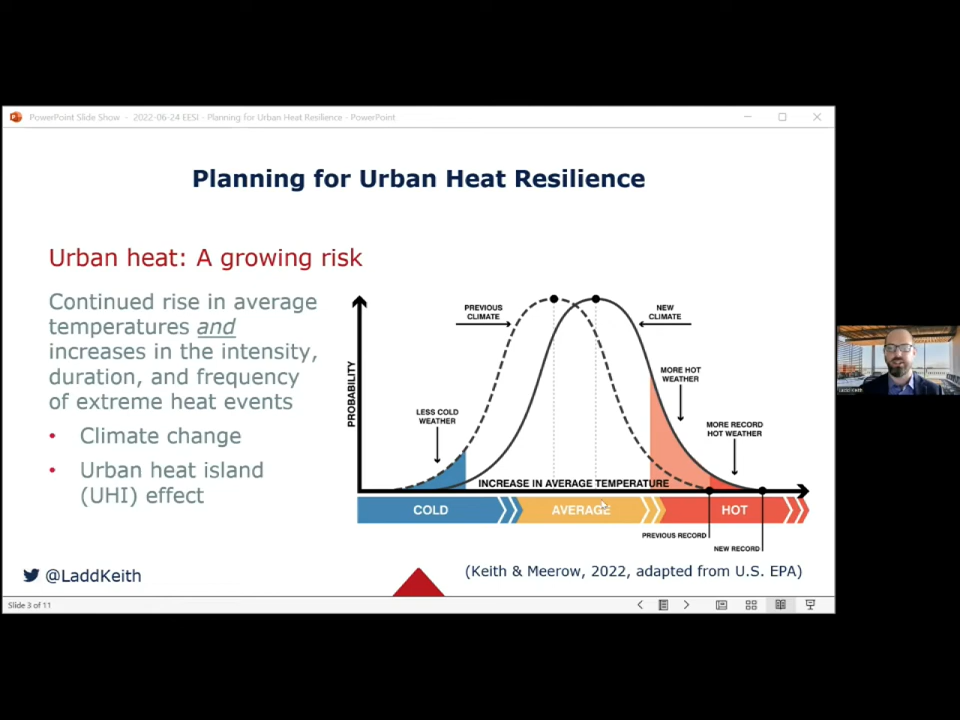 PowerPoint Slide Show - 2022-06-24 EESI - Planning for Urban Heat Resilience - PowerPoint
Planning for Urban Heat Resilience
Urban heat: A growing risk
Continued rise in average
temperatures and
increases in the intensity,
duration, and frequency
of extreme heat events
• Climate change
• Urban heat island
(UHI) effect
PROBABILITY
PREVIOUS
CLIMATE
NEW
CLIMATE
MORE HOT
WEATHER
LESS COLD
WEATHER
MORE RECORD
HOT WEATHER
INCREASE IN AVERAGE TEMPERATURE
COLD
AVERAGE
HOT
PREVIOUS RECORD
NEW RECORD
@LaddKeith
(Keith & Meerow, 2022, adapted from U.S. EPA)
Slide 3 of 11